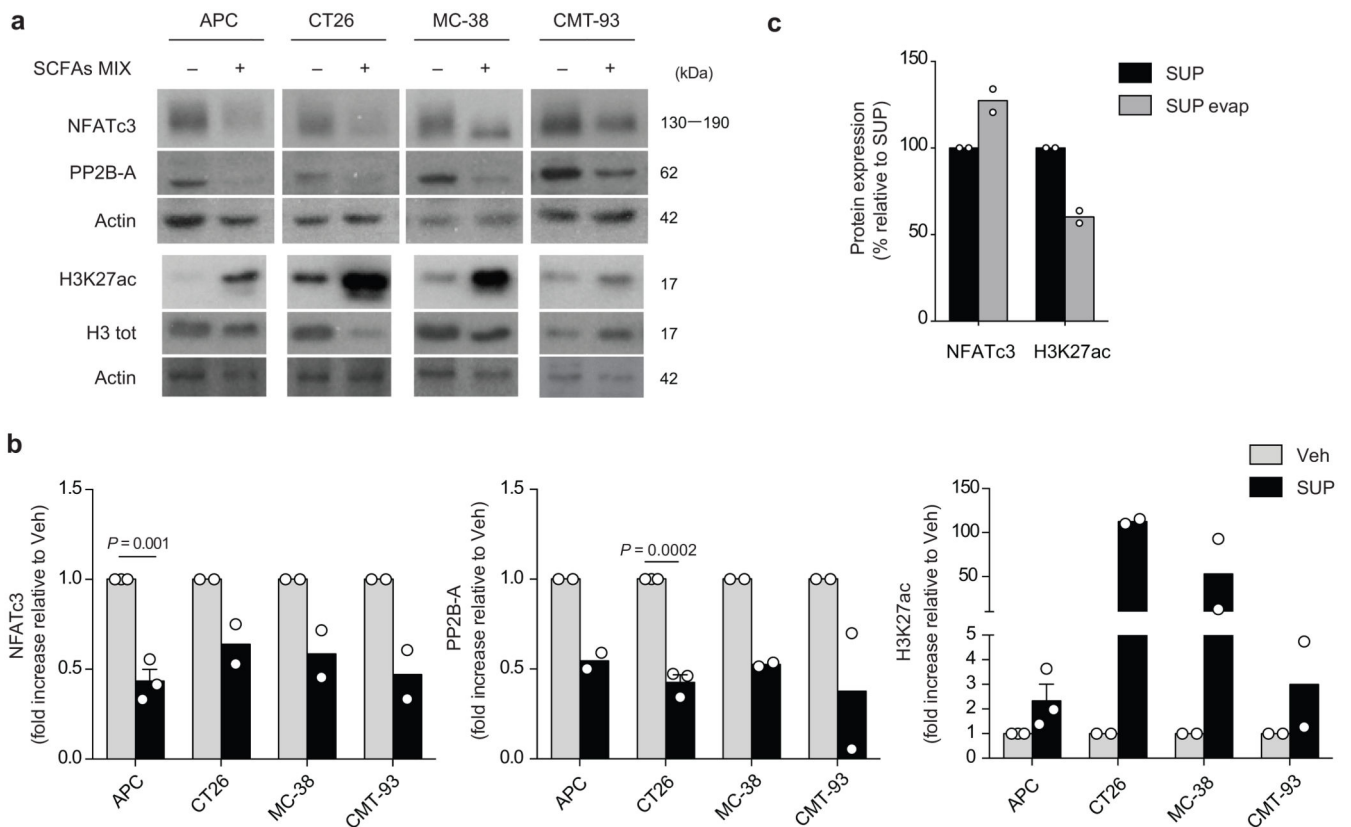 a
APC CT26 MC-38 CMT-93
SCFAs MIX – + – + – + – + (kDa)
NFATc3 130–190
PP2B-A 62
Actin 42
H3K27ac 17
H3 tot 17
Actin 42
c
Protein expression
(% relative to SUP)
150
100
50
0
NFATc3 H3K27ac
SUP
SUP evap
b
NFATc3
(fold increase relative to Veh)
1.5
1.0
0.5
0.0
P = 0.001
APC CT26 MC-38 CMT-93
PP2B-A
(fold increase relative to Veh)
1.5
1.0
0.5
0.0
P = 0.0002
APC CT26 MC-38 CMT-93
H3K27ac
(fold increase relative to Veh)
150
100
50
5
4
3
2
1
0
APC CT26 MC-38 CMT-93
Veh
SUP